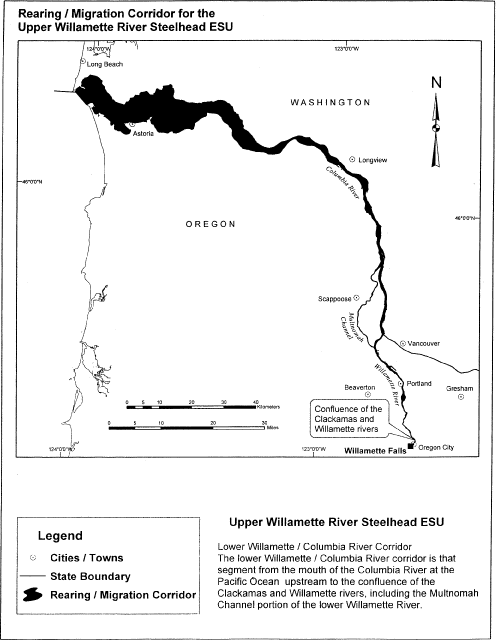 Rearing / Migration Corridor for the
Upper Willamette River Steelhead ESU
124°0'0"W
123°0'0"W
Long Beach
WASHINGTON
N
Astoria
Longview
Columbia River
46°0'0"N
46°0'0"N
OREGON
Scappoose
Multnomah
Channel
Vancouver
Willamette River
Portland
Beaverton
Gresham
0 5 10 20 30 40
Kilometers
Confluence of the
Clackamas and
Willamette rivers
0 5 10 20 30
Miles
Oregon City
Willamette Falls
124°0'0"W
123°0'0"W
Legend
Cities / Towns
State Boundary
Rearing / Migration Corridor
Upper Willamette River Steelhead ESU
Lower Willamette / Columbia River Corridor
The lower Willamette / Columbia River corridor is that
segment from the mouth of the Columbia River at the
Pacific Ocean upstream to the confluence of the
Clackamas and Willamette rivers, including the Multnomah
Channel portion of the lower Willamette River.